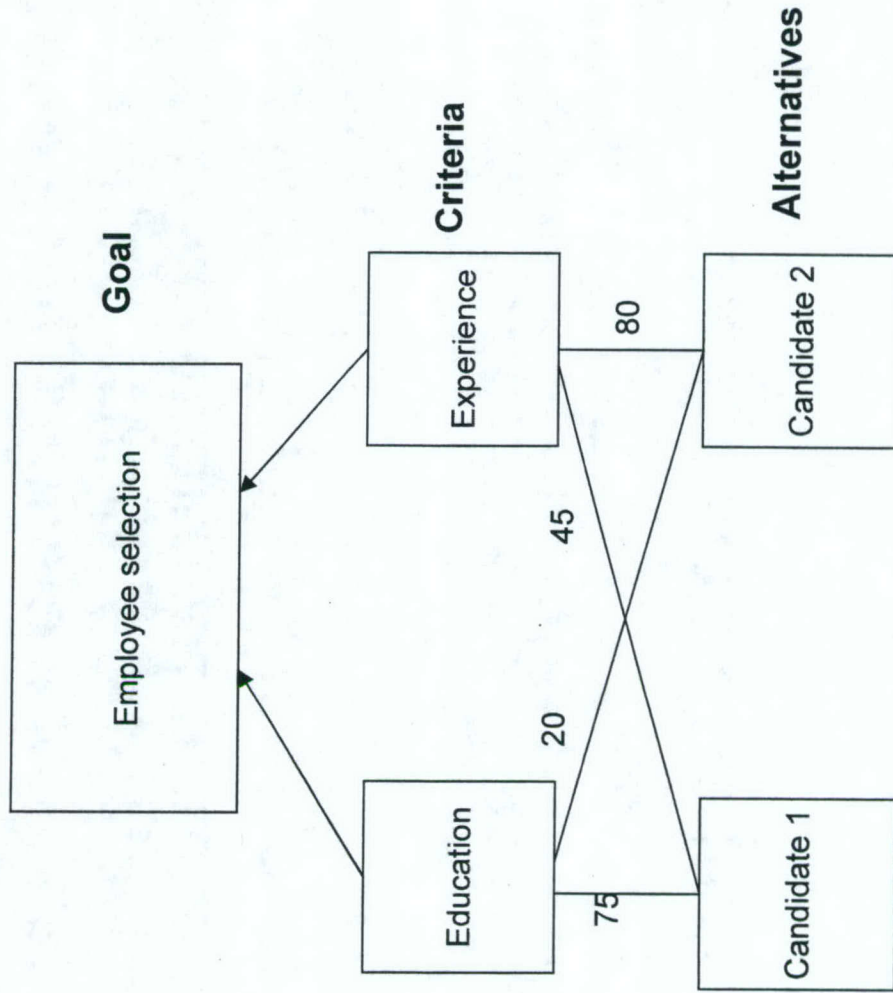 Goal
Employee selection
Criteria
Education
Experience
75
20
45
80
Alternatives
Candidate 1
Candidate 2